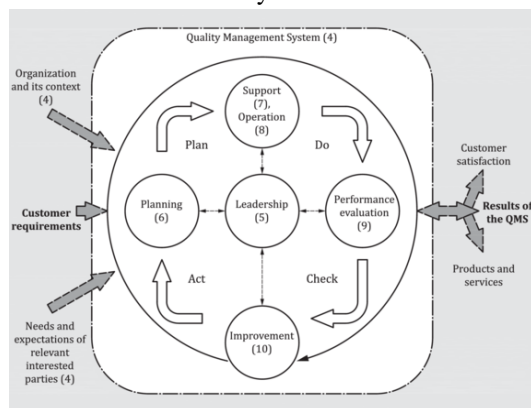 Quality Management System (4)
Organization
and its context
(4)
Support
(7),
Operation
(8)
Plan
Do
Customer
satisfaction
Customer
requirements
Planning
(6)
Leadership
(5)
Performance
evaluation
(9)
Results of
the QMS
Act
Check
Products and
services
Needs and
expectations of
relevant
interested
parties (4)
Improvement
(10)